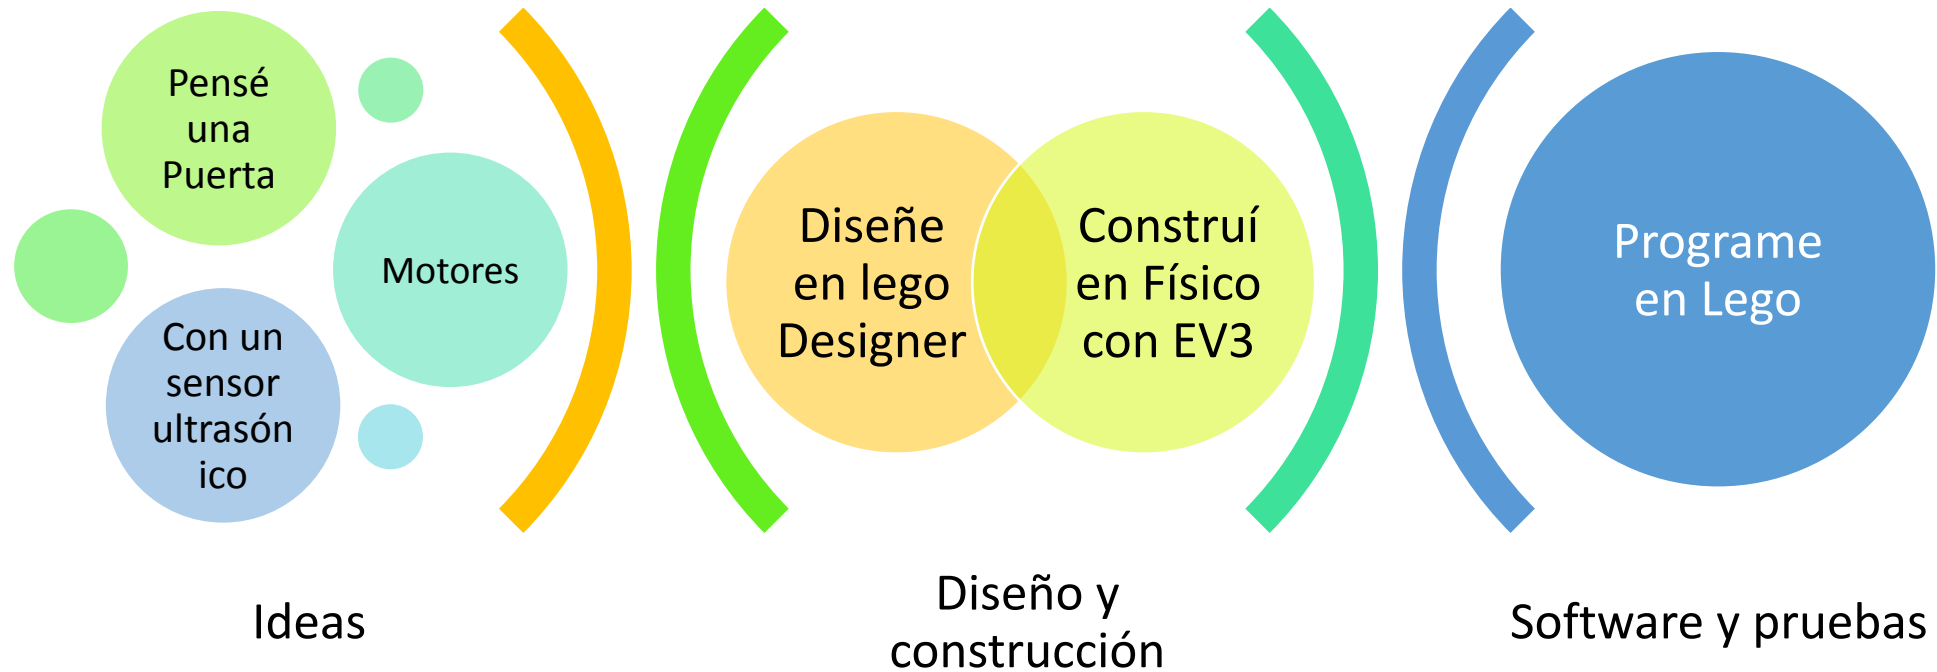 Pensé
una
Puerta
Motores
Con un
sensor
ultrasón
ico
Ideas
Diseñe
en lego
Designer
Construí
en Físico
con EV3
Diseño y
construcción
Programe
en Lego
Software y pruebas